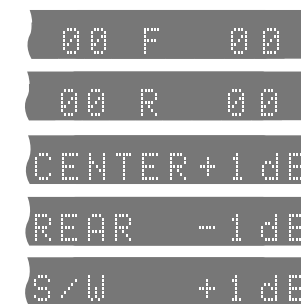 00 F 00
00 R 00
CENTER+1 dB
REAR -1 dB
S/W +1 dB